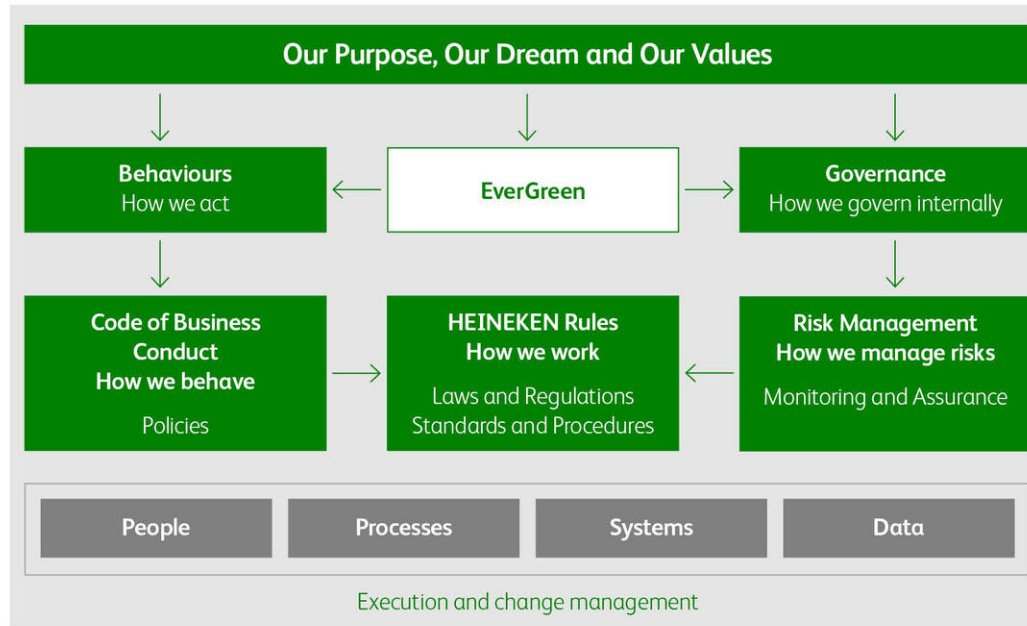 Our Purpose, Our Dream and Our Values
Behaviours
How we act
EverGreen
Governance
How we govern internally
Code of Business
Conduct
How we behave
Policies
HEINEKEN Rules
How we work
Laws and Regulations
Standards and Procedures
Risk Management
How we manage risks
Monitoring and Assurance
People
Processes
Systems
Data
Execution and change management